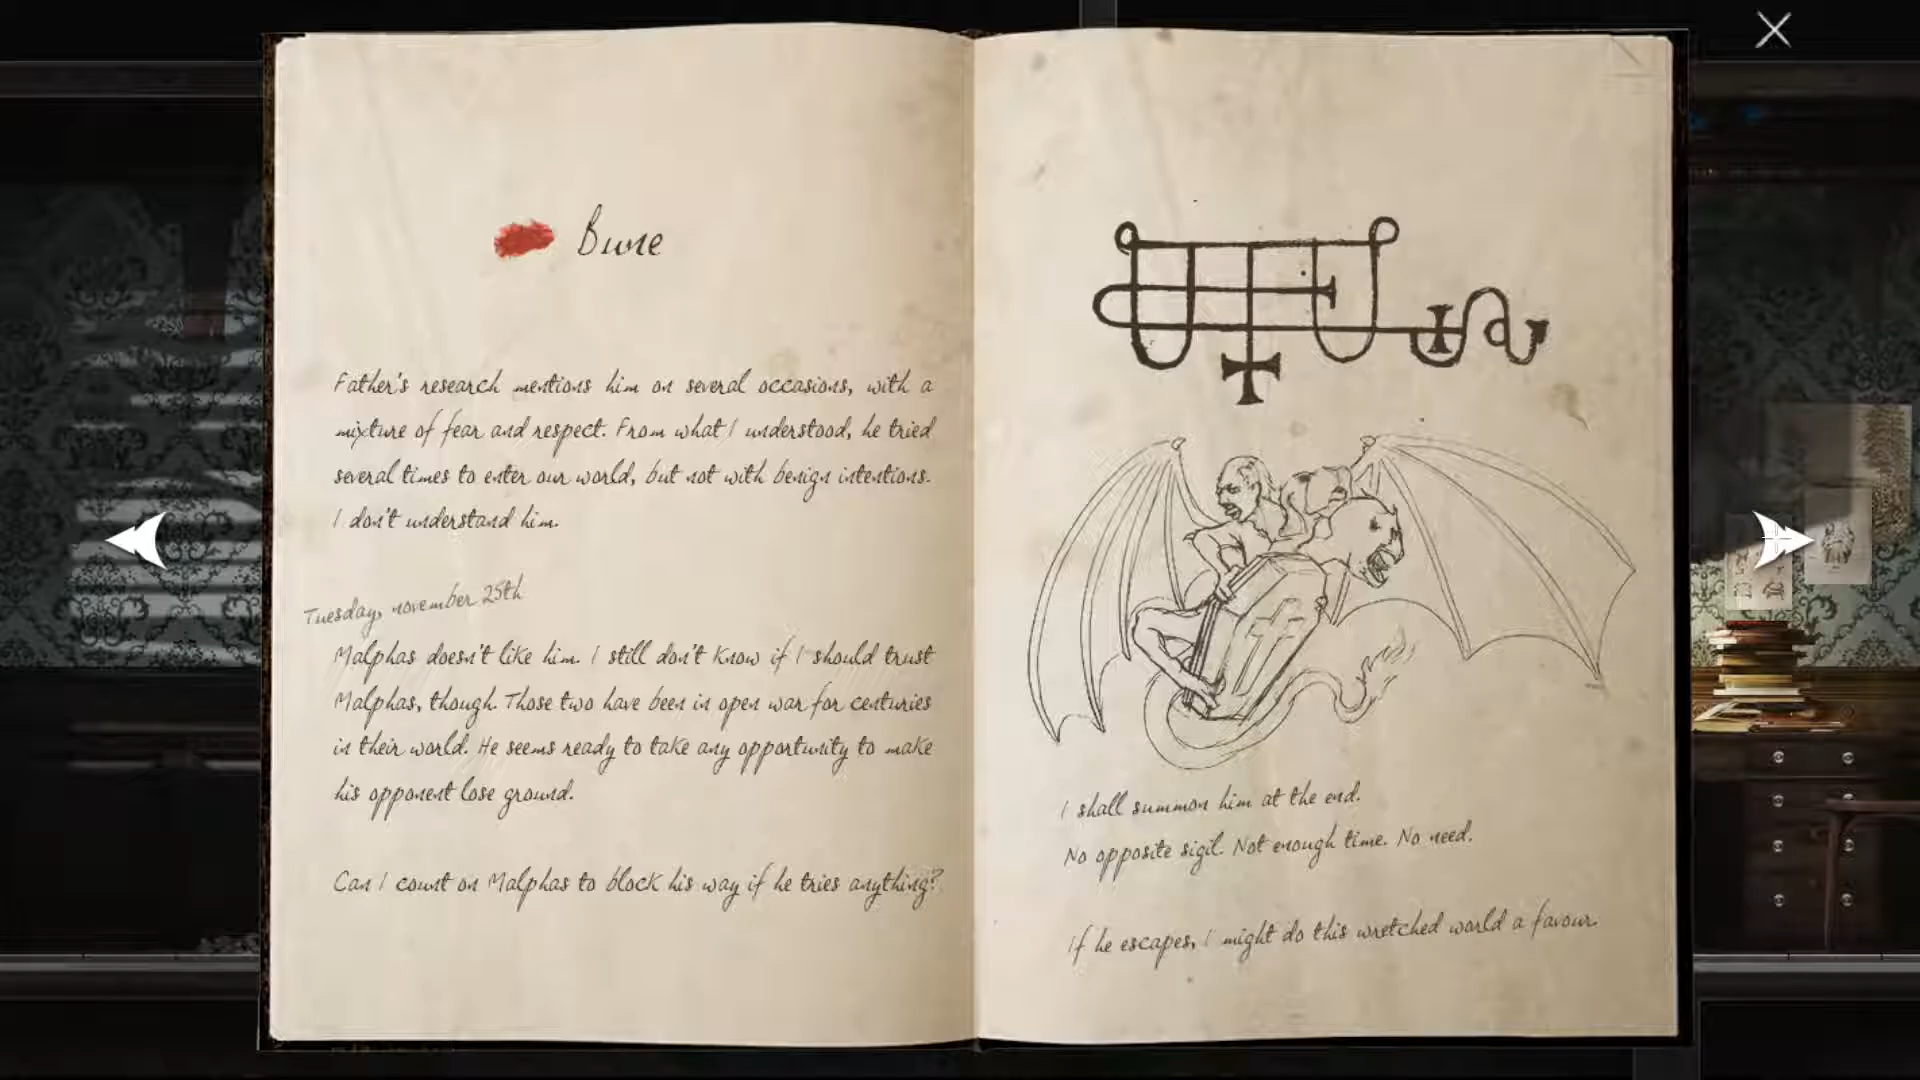 Bune
Father's research mentions him on several occasions, with a
mixture of fear and respect. From what I understood, he tried
several times to enter our world, but not with benign intentions.
I don't understand him.
Tuesday, november 25th
Malphas doesn't like him. I still don't know if I should trust
Malphas, though. Those two have been in open war for centuries
in their world. He seems ready to take any opportunity to make
his opponent lose ground.
Can I count on Malphas to block his way if he tries anything?
I shall summon him at the end.
No opposite sigil. Not enough time. No need.
If he escapes, I might do this wretched world a favour.